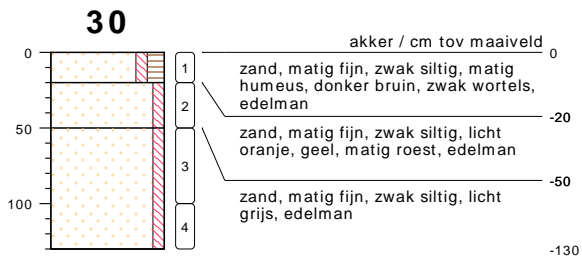 30
akker / cm tov maaiveld
0
0
1
zand, matig fijn, zwak siltig, matig
humeus, donker bruin, zwak wortels,
edelman
-20
2
50
zand, matig fijn, zwak siltig, licht
oranje, geel, matig roest, edelman
3
-50
zand, matig fijn, zwak siltig, licht
grijs, edelman
100
4
-130